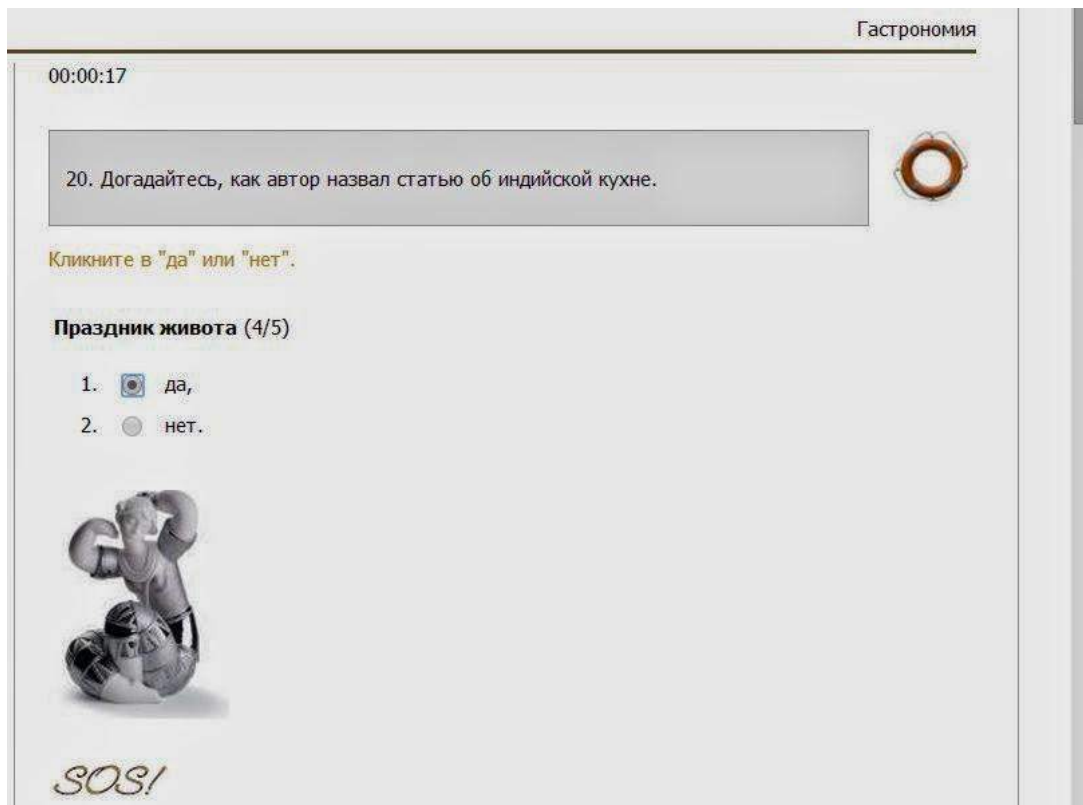 Гастрономия
00:00:17
20. Догадайтесь, как автор назвал статью об индийской кухне.
Кликните в "да" или "нет".
Праздник живота (4/5)
1. да,
2. нет.
SOS!